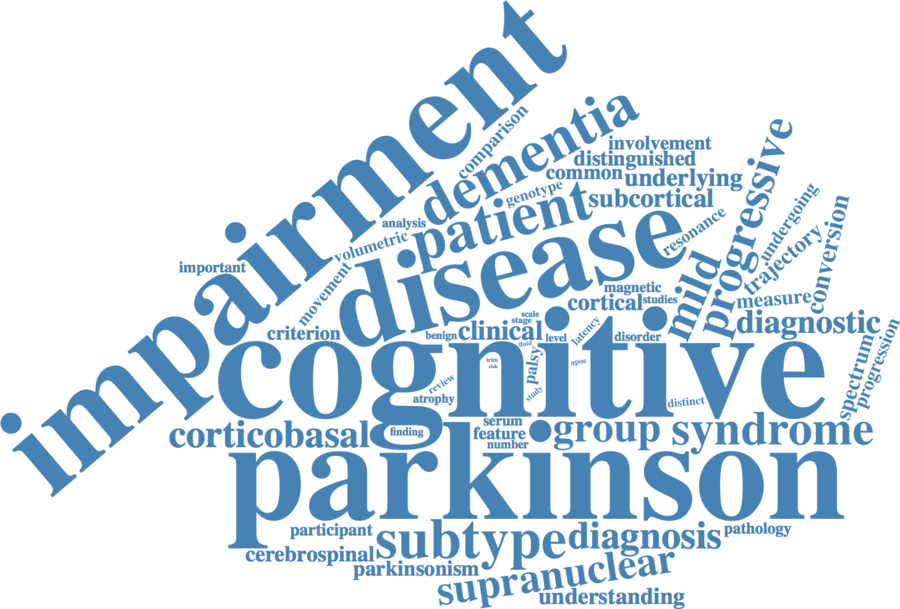 impairment
comparison
dementia
involvement
distinguished
common
underlying
genotype
subcortical
progressive
patient
analysis
volumetric
important
disease
resonance
undergoing
trajectory
conversion
movement
magnetic
mild
cortical
studies
measure
scale
stage
criterion
benign
clinical
level
latency
disorder
diagnostic
cognitive
fluid
trim
risk
palsy
apoe
review
study
atrophy
distinct
spectrum
progression
corticobasal
finding
serum
feature
number
group
syndrome
parkinson
participant
subtype
diagnosis
pathology
cerebrospinal
parkinsonism
supranuclear
understanding